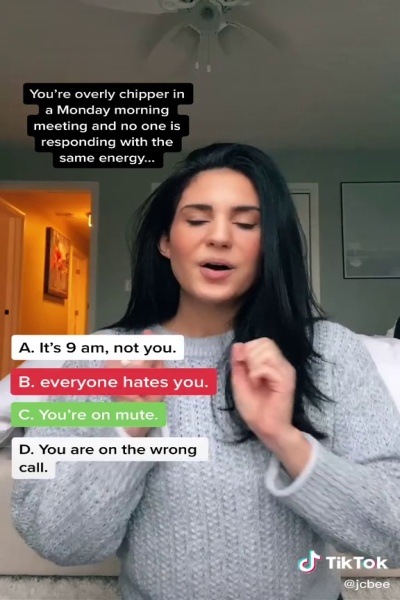 You're overly chipper in
a Monday morning
meeting and no one is
responding with the
same energy...
A. It's 9 am, not you.
B. everyone hates you.
C. You're on mute.
D. You are on the wrong
call.
TikTok
@jcbee